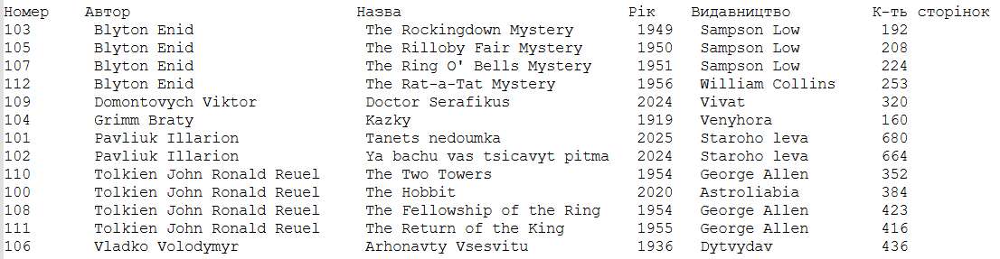 Номер Автор Назва Рік Видавництво К-ть сторінок
103 Blyton Enid The Rockingdown Mystery 1949 Sampson Low 192
105 Blyton Enid The Rilloby Fair Mystery 1950 Sampson Low 208
107 Blyton Enid The Ring O' Bells Mystery 1951 Sampson Low 224
112 Blyton Enid The Rat-a-Tat Mystery 1956 William Collins 253
109 Domontovych Viktor Doctor Serafikus 2024 Vivat 320
104 Grimm Braty Kazky 1919 Venyhora 160
101 Pavliuk Illarion Tanets nedoumka 2025 Staroho leva 680
102 Pavliuk Illarion Ya bachu vas tsicavyt pitma 2024 Staroho leva 664
110 Tolkien John Ronald Reuel The Two Towers 1954 George Allen 352
100 Tolkien John Ronald Reuel The Hobbit 2020 Astroliabia 384
108 Tolkien John Ronald Reuel The Fellowship of the Ring 1954 George Allen 423
111 Tolkien John Ronald Reuel The Return of the King 1955 George Allen 416
106 Vladko Volodymyr Arhonavty Vsesvitu 1936 Dytvydav 436